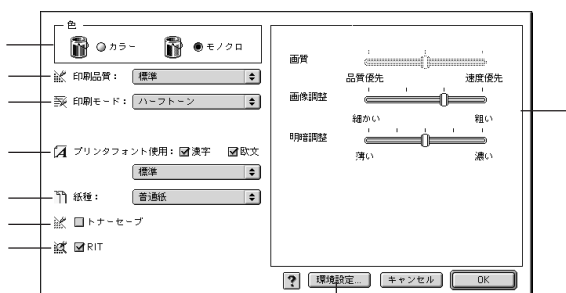 色
カラー モノクロ
印刷品質： 標準
印刷モード： ハーフトーン
プリンタフォント使用： 漢字 欧文
標準
紙種： 普通紙
トナーセーブ
RIT
画質
品質優先 速度優先
画像調整
細かい 粗い
明暗調整
薄い 濃い
? 環境設定... キャンセル OK